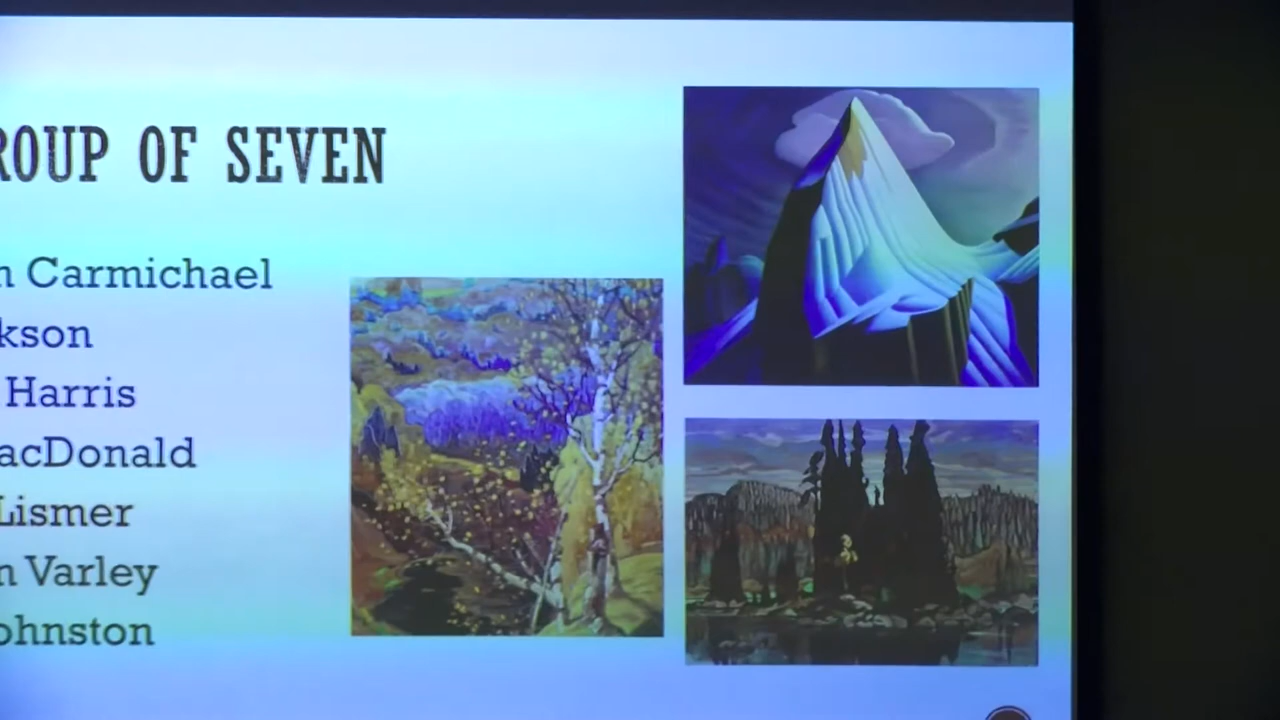 ROUP OF SEVEN
n Carmichael
kson
Harris
acDonald
Lismer
n Varley
ohnston